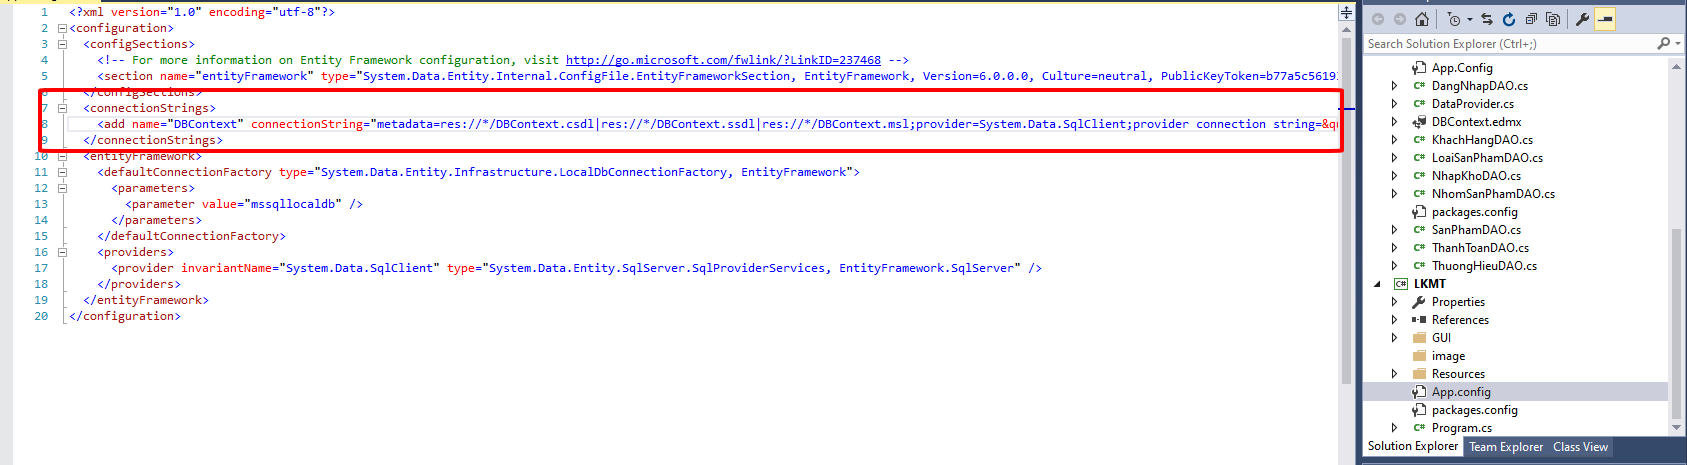 1 <?xml version="1.0" encoding="utf-8"?>
2 <configuration>
3 <configSections>
4 <!-- For more information on Entity Framework configuration, visit http://go.microsoft.com/fwlink/?LinkID=237468 -->
5 <section name="entityFramework" type="System.Data.Entity.Internal.ConfigFile.EntityFrameworkSection, EntityFramework, Version=6.0.0.0, Culture=neutral, PublicKeyToken=b77a5c5619
6 </configSections>
7 <connectionStrings>
8 <add name="DBContext" connectionString="metadata=res://*/DBContext.csdl|res://*/DBContext.ssdl|res://*/DBContext.msl;provider=System.Data.SqlClient;provider connection string=&q
9 </connectionStrings>
10 <entityFramework>
11 <defaultConnectionFactory type="System.Data.Entity.Infrastructure.LocalDbConnectionFactory, EntityFramework">
12 <parameters>
13 <parameter value="mssqllocaldb" />
14 </parameters>
15 </defaultConnectionFactory>
16 <providers>
17 <provider invariantName="System.Data.SqlClient" type="System.Data.Entity.SqlServer.SqlProviderServices, EntityFramework.SqlServer" />
18 </providers>
19 </entityFramework>
20 </configuration>
Search Solution Explorer (Ctrl+;)
App.Config
C# DangNhapDAO.cs
C# DataProvider.cs
DBContext.edmx
C# KhachHangDAO.cs
C# LoaiSanPhamDAO.cs
C# NhapKhoDAO.cs
C# NhomSanPhamDAO.cs
packages.config
C# SanPhamDAO.cs
C# ThanhToanDAO.cs
C# ThuongHieuDAO.cs
C# LKMT
Properties
References
GUI
image
Resources
App.config
packages.config
C# Program.cs
Solution Explorer Team Explorer Class View